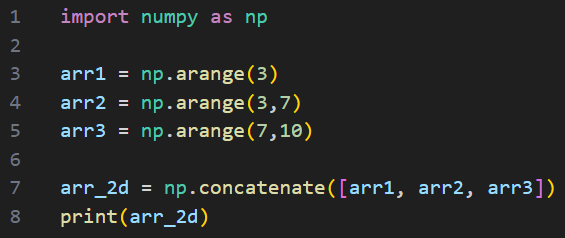 1 import numpy as np
2
3 arr1 = np.arange(3)
4 arr2 = np.arange(3,7)
5 arr3 = np.arange(7,10)
6
7 arr_2d = np.concatenate([arr1, arr2, arr3])
8 print(arr_2d)